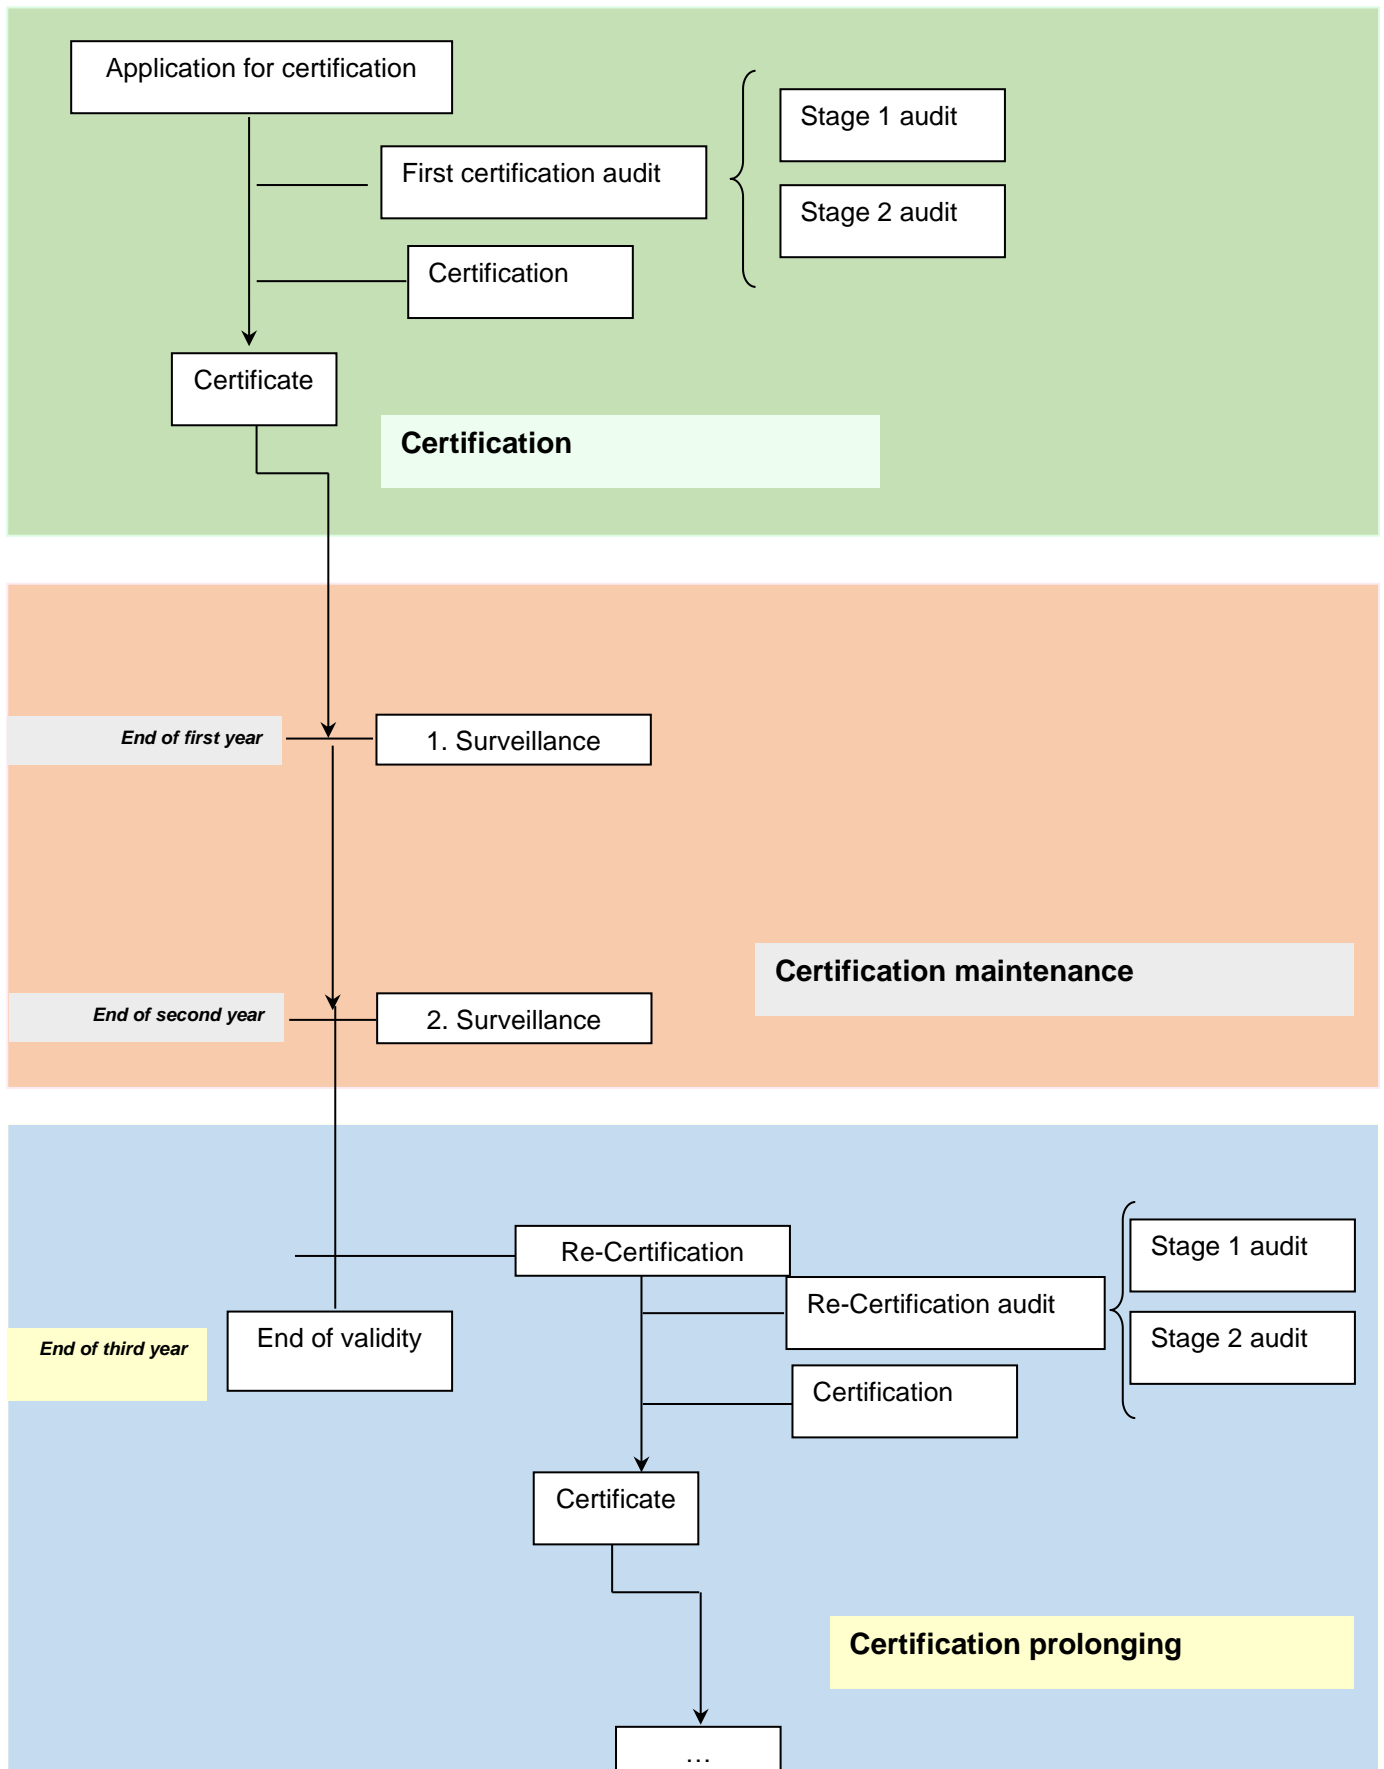 Application for certification
Stage 1 audit
First certification audit
Stage 2 audit
Certification
Certificate
Certification
End of first year
1. Surveillance
Certification maintenance
End of second year
2. Surveillance
Re-Certification
Stage 1 audit
Re-Certification audit
End of validity
Stage 2 audit
End of third year
Certification
Certificate
Certification prolonging
…